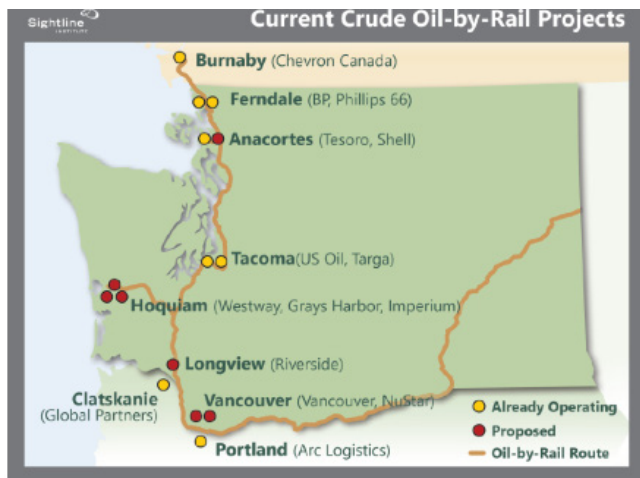 Sightline
INSTITUTE
Current Crude Oil-by-Rail Projects
Burnaby (Chevron Canada)
Ferndale (BP, Phillips 66)
Anacortes (Tesoro, Shell)
Tacoma(US Oil, Targa)
Hoquiam (Westway, Grays Harbor, Imperium)
Longview (Riverside)
Clatskanie
(Global Partners)
Vancouver (Vancouver, NuStar)
Portland (Arc Logistics)
Already Operating
Proposed
Oil-by-Rail Route